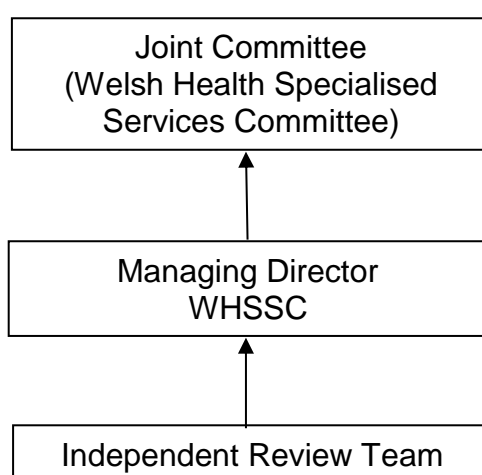 Joint Committee
(Welsh Health Specialised
Services Committee)
Managing Director
WHSSC
Independent Review Team